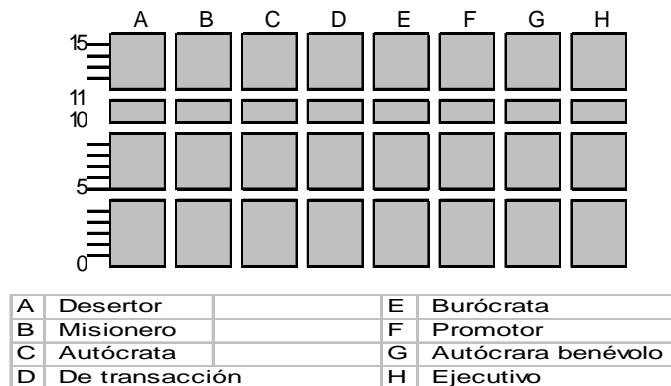 A B C D E F G H
15
11
10
5
0
A Desertor E Burócrata
B Misionero F Promotor
C Autócrata G Autócrara benévolo
D De transacción H Ejecutivo